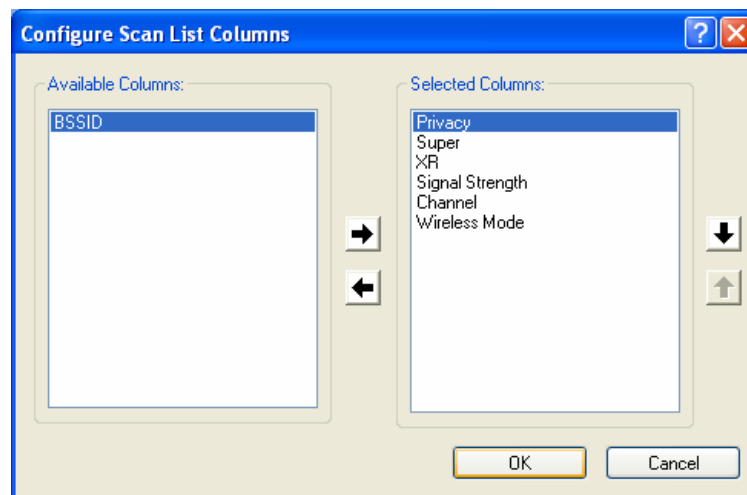 Configure Scan List Columns
Available Columns:
BSSID
Selected Columns:
Privacy
Super
XR
Signal Strength
Channel
Wireless Mode
OK
Cancel